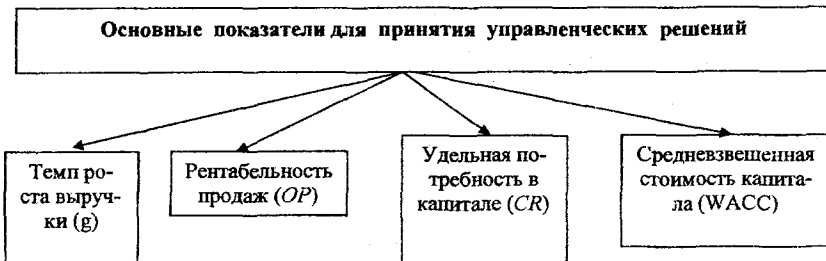 Основные показатели для принятия управленческих решений
Темп ро-
ста выруч-
ки (g)
Рентабельность
продаж (OP)
Удельная по-
требность в
капитале (CR)
Средневзвешенная
стоимость капита-
ла (WACC)